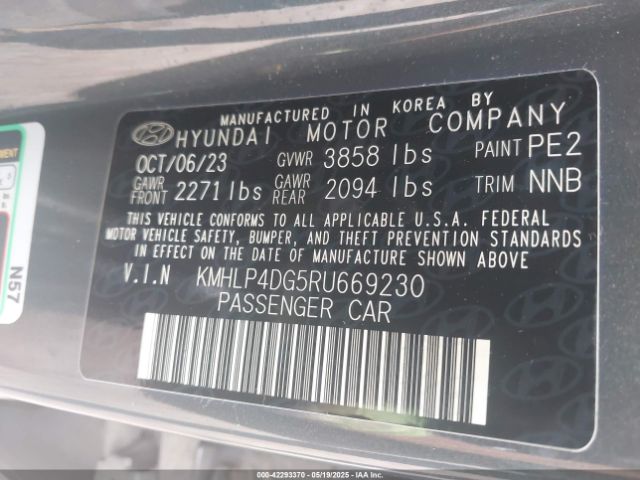 MANUFACTURED IN KOREA BY
HYUNDAI MOTOR COMPANY
OCT/06/23 GVWR 3858 lbs PAINT PE2
GAWR FRONT 2271 lbs GAWR REAR 2094 lbs TRIM NNB
THIS VEHICLE CONFORMS TO ALL APPLICABLE U.S.A. FEDERAL
MOTOR VEHICLE SAFETY, BUMPER, AND THEFT PREVENTION STANDARDS
IN EFFECT ON THE DATE OF MANUFACTURE SHOWN ABOVE
V.I.N KMHLP4DG5RU669230
PASSENGER CAR
N57
000-42293370 05/19/2025 IAAI.com